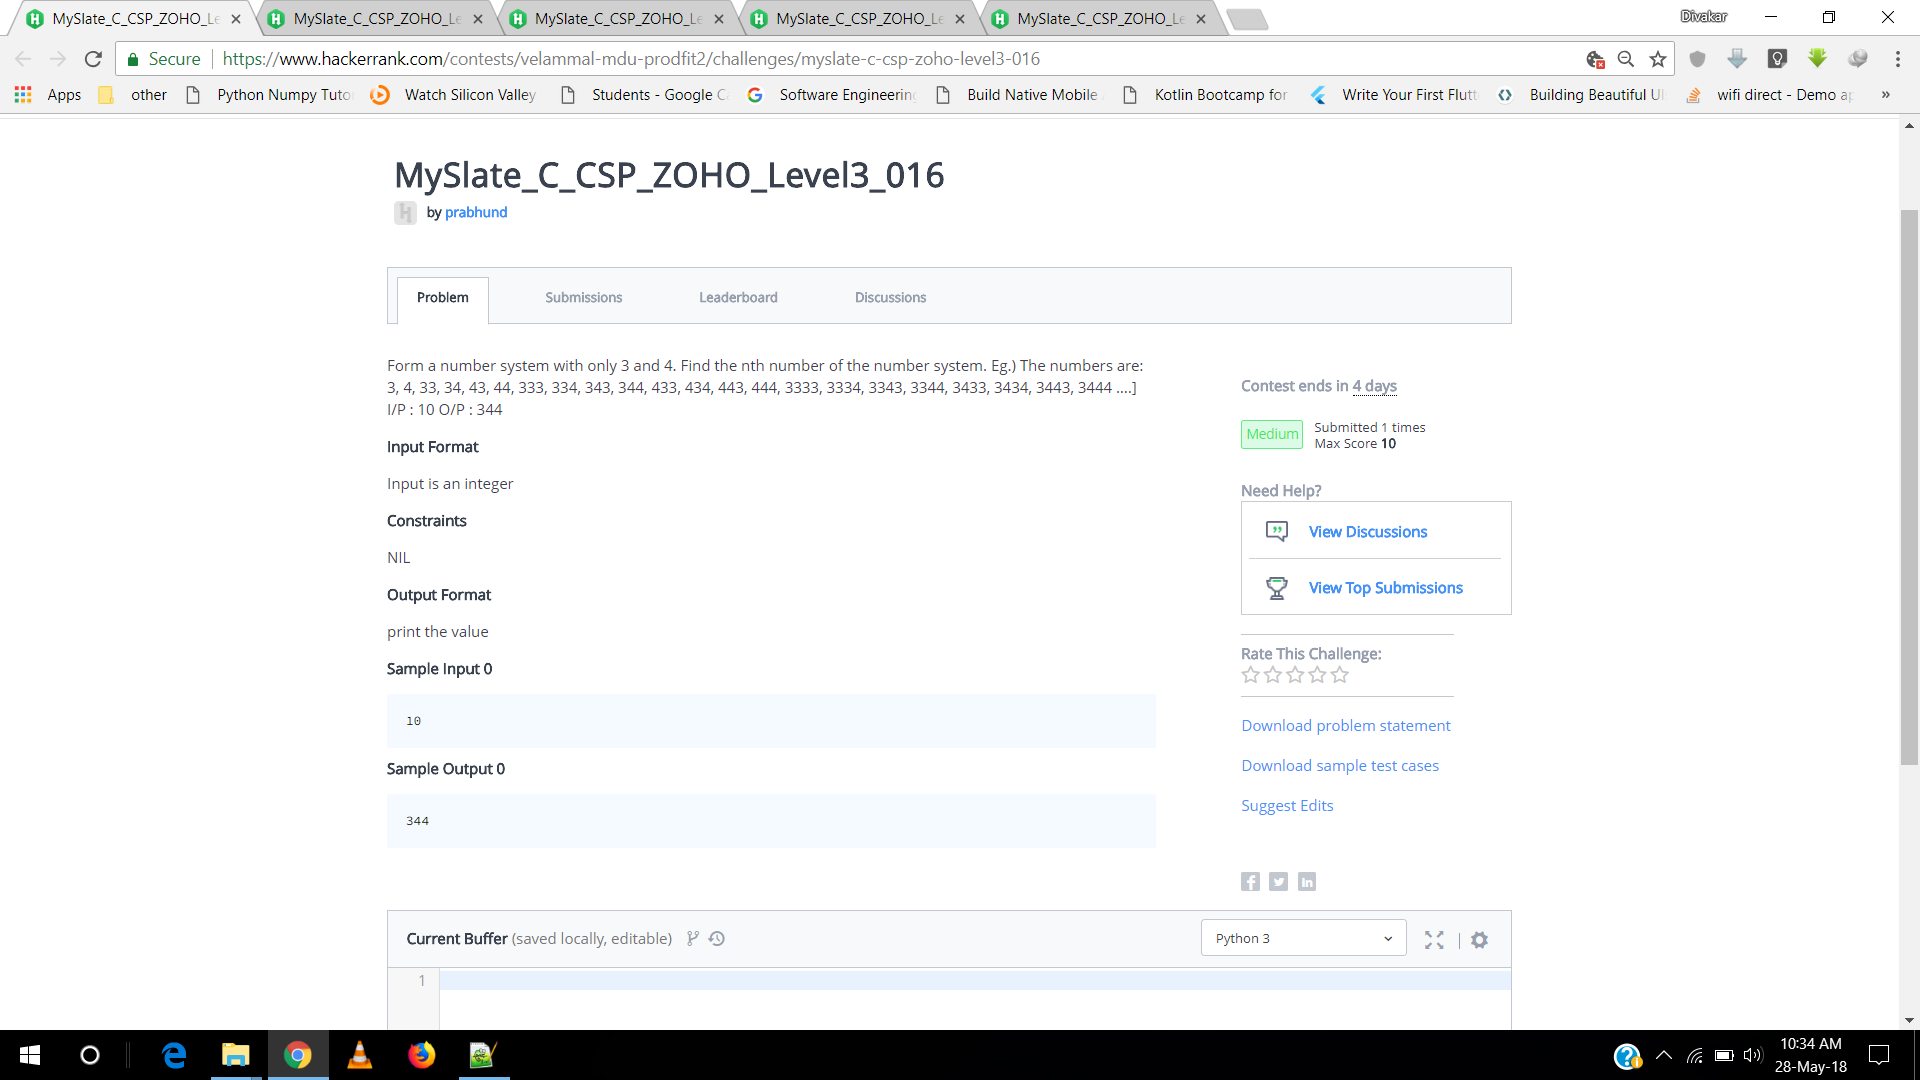 MySlate_C_CSP_ZOHO_Le
MySlate_C_CSP_ZOHO_Le
MySlate_C_CSP_ZOHO_Le
MySlate_C_CSP_ZOHO_Le
MySlate_C_CSP_ZOHO_Le
Divakar
Secure
https://www.hackerrank.com/contests/velammal-mdu-prodfit2/challenges/myslate-c-csp-zoho-level3-016
Apps
other
Python Numpy Tuto
Watch Silicon Valley
Students - Google C
Software Engineering
Build Native Mobile
Kotlin Bootcamp for
Write Your First Flutt
Building Beautiful UI
wifi direct - Demo ap
»
MySlate_C_CSP_ZOHO_Level3_016
by prabhund
Problem
Submissions
Leaderboard
Discussions
Form a number system with only 3 and 4. Find the nth number of the number system. Eg.) The numbers are:
3, 4, 33, 34, 43, 44, 333, 334, 343, 344, 433, 434, 443, 444, 3333, 3334, 3343, 3344, 3433, 3434, 3443, 3444 ....]
I/P : 10 O/P : 344
Input Format
Input is an integer
Constraints
NIL
Output Format
print the value
Sample Input 0
10
Sample Output 0
344
Contest ends in 4 days
Medium
Submitted 1 times
Max Score 10
Need Help?
View Discussions
View Top Submissions
Rate This Challenge:
Download problem statement
Download sample test cases
Suggest Edits
Current Buffer (saved locally, editable)
Python 3
1
10:34 AM
28-May-18